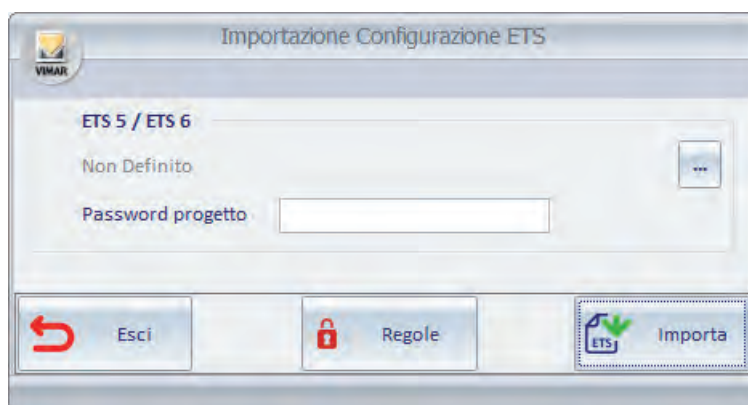 Importazione Configurazione ETS
VIMAR
ETS 5 / ETS 6
Non Definito
...
Password progetto
Esci
Regole
ETS
Importa